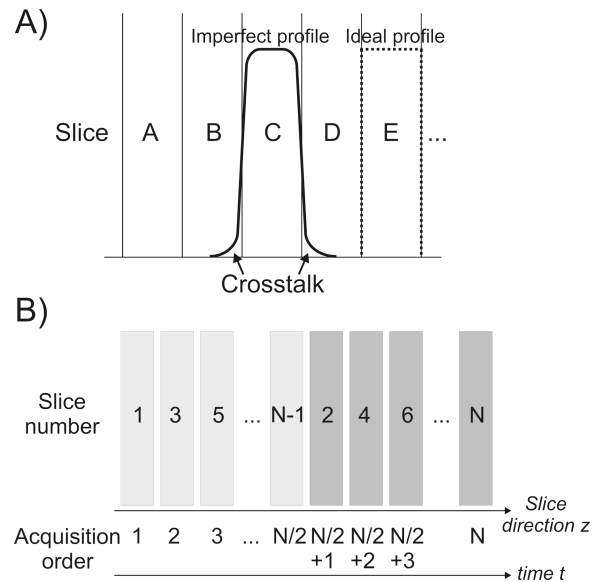 A)
Imperfect profile Ideal profile
Slice A B C D E ...
Crosstalk
B)
Slice
number
1 3 5 ... N-1 2 4 6 ... N
Slice
direction z
Acquisition
order
1 2 3 ... N/2 N/2 N/2 N/2 N
+1 +2 +3
time t